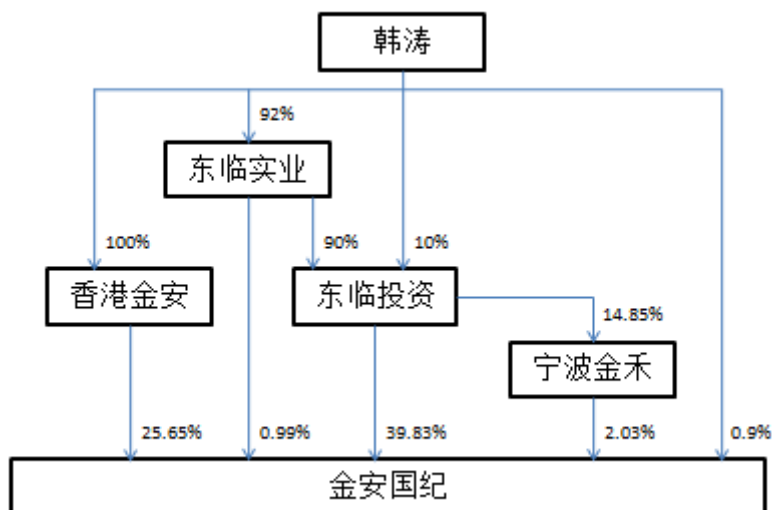 韩涛
92%
东临实业
100%
90%
10%
香港金安
东临投资
14.85%
宁波金禾
25.65%
0.99%
39.83%
2.03%
0.9%
金安国纪